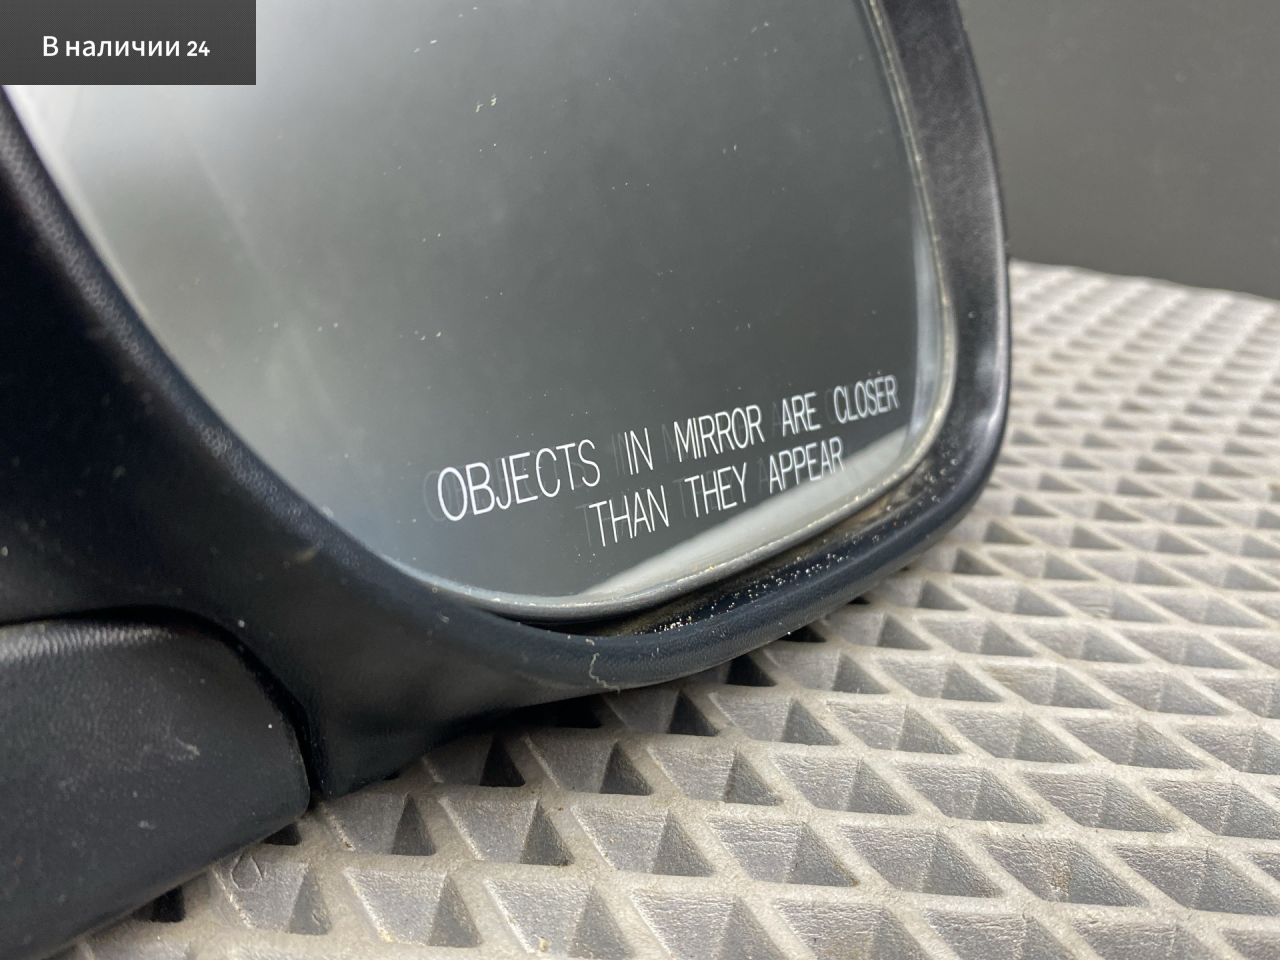 В наличии 24
OBJECTS IN MIRROR ARE CLOSER
THAN THEY APPEAR